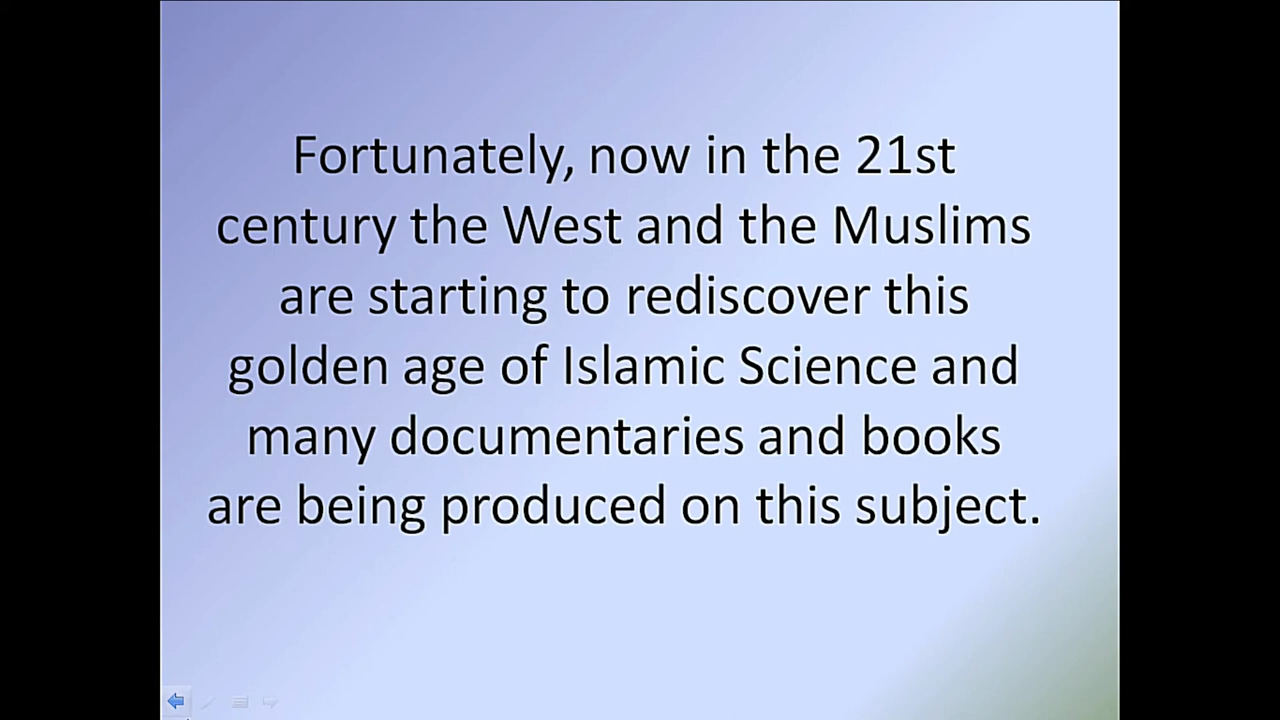 Fortunately, now in the 21st
century the West and the Muslims
are starting to rediscover this
golden age of Islamic Science and
many documentaries and books
are being produced on this subject.